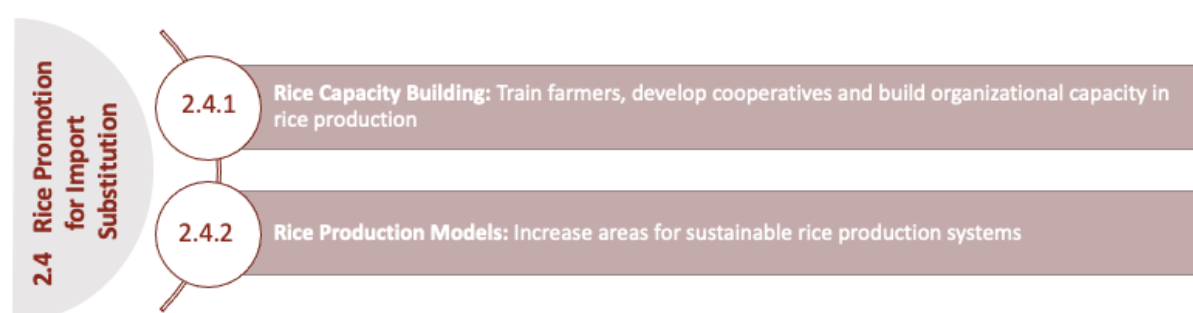 2.4 Rice Promotion
for Import
Substitution
2.4.1
Rice Capacity Building: Train farmers, develop cooperatives and build organizational capacity in
rice production
2.4.2
Rice Production Models: Increase areas for sustainable rice production systems